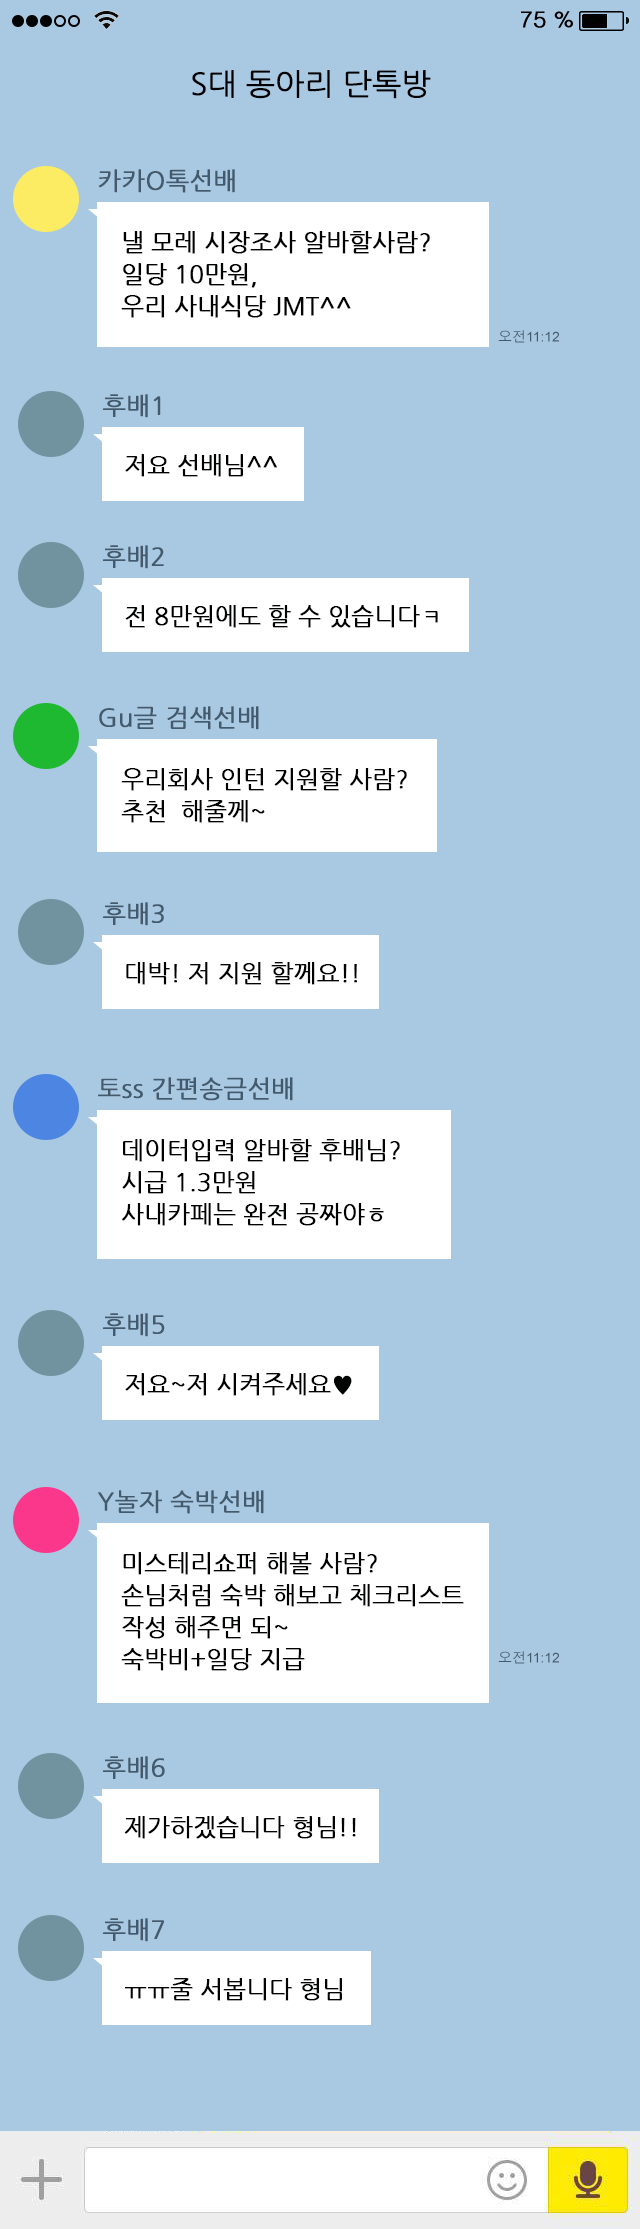 75 %
S대 동아리 단톡방
카카O톡선배
낼 모레 시장조사 알바할사람?
일당 10만원,
우리 사내식당 JMT^^
오전11:12
후배1
저요 선배님^^
후배2
전 8만원에도 할 수 있습니다ㅋ
Gu글 검색선배
우리회사 인턴 지원할 사람?
추천 해줄께~
후배3
대박! 저 지원 할께요!!
토ss 간편송금선배
데이터입력 알바할 후배님?
시급 1.3만원
사내카페는 완전 공짜야ㅎ
후배5
저요~저 시켜주세요♥
Y놀자 숙박선배
미스테리쇼퍼 해볼 사람?
손님처럼 숙박 해보고 체크리스트
작성 해주면 되~
숙박비+일당 지급
오전11:12
후배6
제가하겠습니다 형님!!
후배7
ㅠㅠ줄 서봅니다 형님